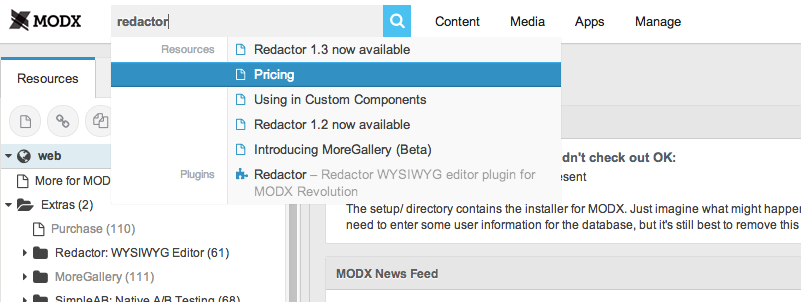 MODX
redactor
Content Media Apps Manage
Resources
Redactor 1.3 now available
Pricing
Using in Custom Components
Redactor 1.2 now available
Introducing MoreGallery (Beta)
Plugins
Redactor – Redactor WYSIWYG editor plugin for
MODX Revolution
Resources
web
More for MOD
Extras (2)
Purchase (110)
Redactor: WYSIWYG Editor (61)
MoreGallery (111)
SimpleAB: Native A/B Testing (68)
dn't check out OK:
esent
The setup/ directory contains the installer for MODX. Just imagine what might happe
need to enter some user information for the database, but it's still best to remove this
MODX News Feed